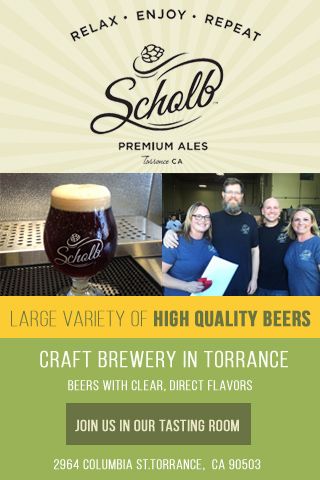 RELAX · ENJOY · REPEAT
Scholb
PREMIUM ALES
Torrance CA
Scholb
LARGE VARIETY OF HIGH QUALITY BEERS
CRAFT BREWERY IN TORRANCE
BEERS WITH CLEAR, DIRECT FLAVORS
JOIN US IN OUR TASTING ROOM
2964 COLUMBIA ST.TORRANCE, CA 90503